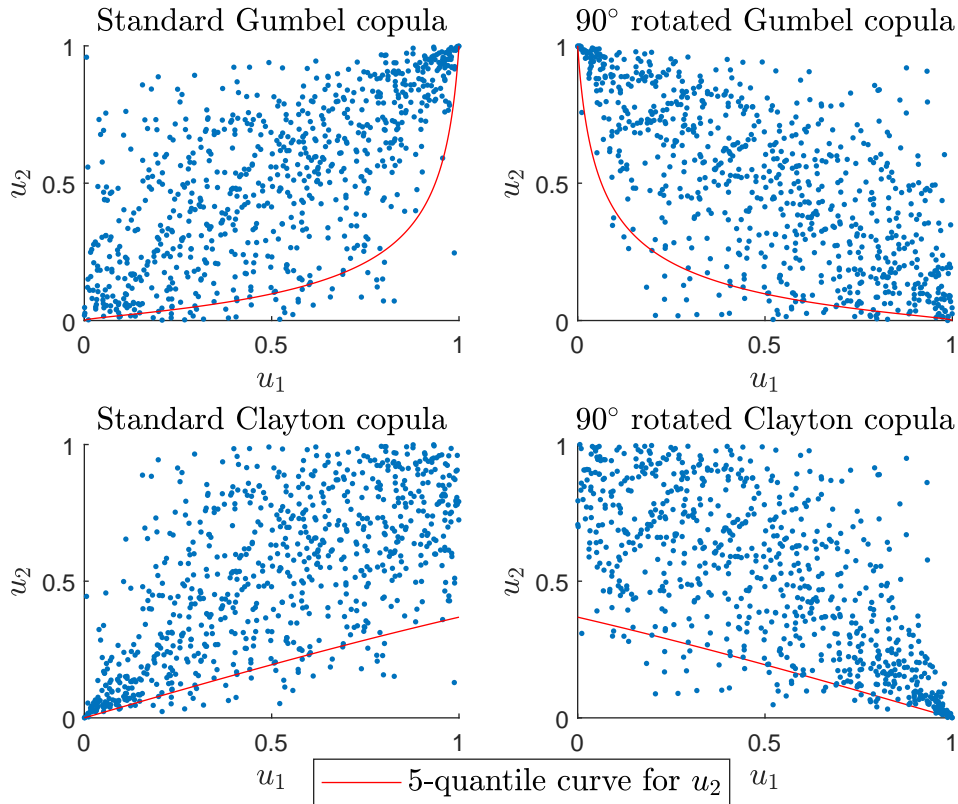 Standard Gumbel copula
1
0.5
0
u₂
0 0.5 1
u₁
90° rotated Gumbel copula
1
0.5
0
u₂
0 0.5 1
u₁
Standard Clayton copula
1
0.5
0
u₂
0 0.5 1
u₁
90° rotated Clayton copula
1
0.5
0
u₂
0 0.5 1
u₁
5-quantile curve for u₂